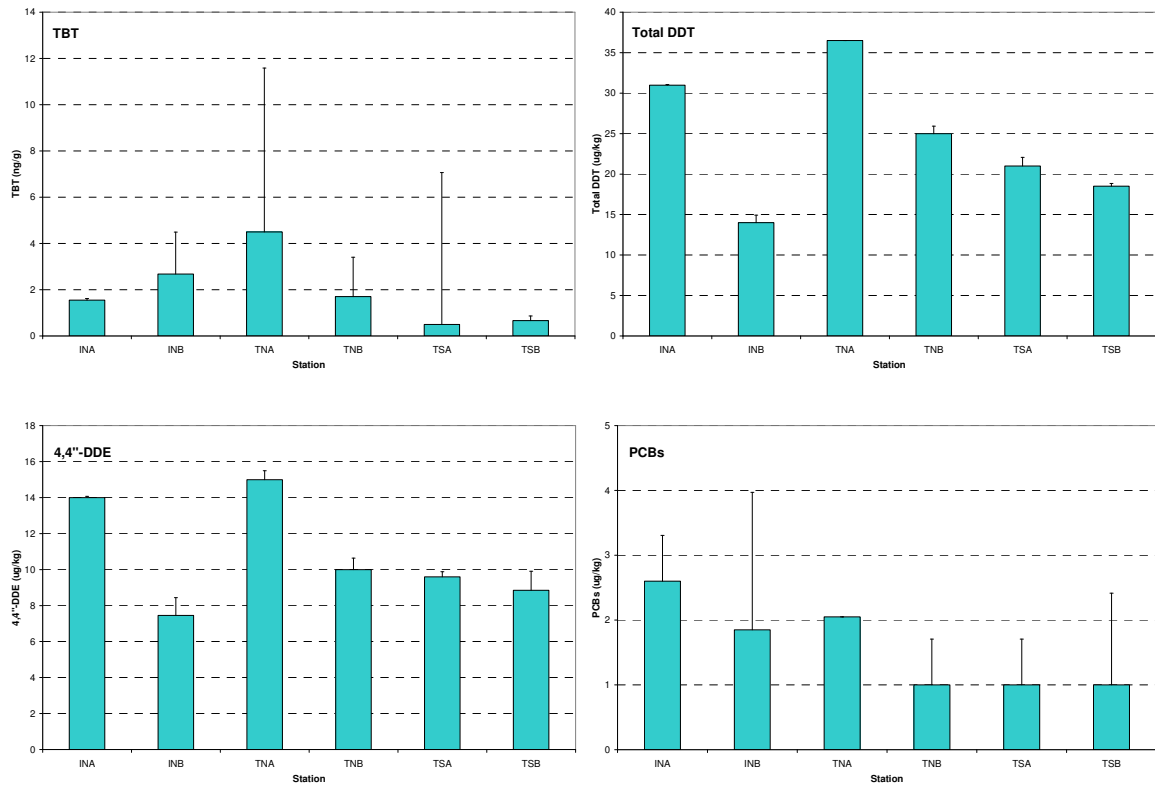 TBT
14
12
10
8
6
4
2
0
TBT (ng/g)
INA INB TNA TNB TSA TSB
Station
Total DDT
40
35
30
25
20
15
10
5
0
Total DDT (ug/kg)
INA INB TNA TNB TSA TSB
Station
4,4"-DDE
18
16
14
12
10
8
6
4
2
0
4,4"-DDE (ug/kg)
INA INB TNA TNB TSA TSB
Station
PCBs
5
4
3
2
1
0
PCBs (ug/kg)
INA INB TNA TNB TSA TSB
Station